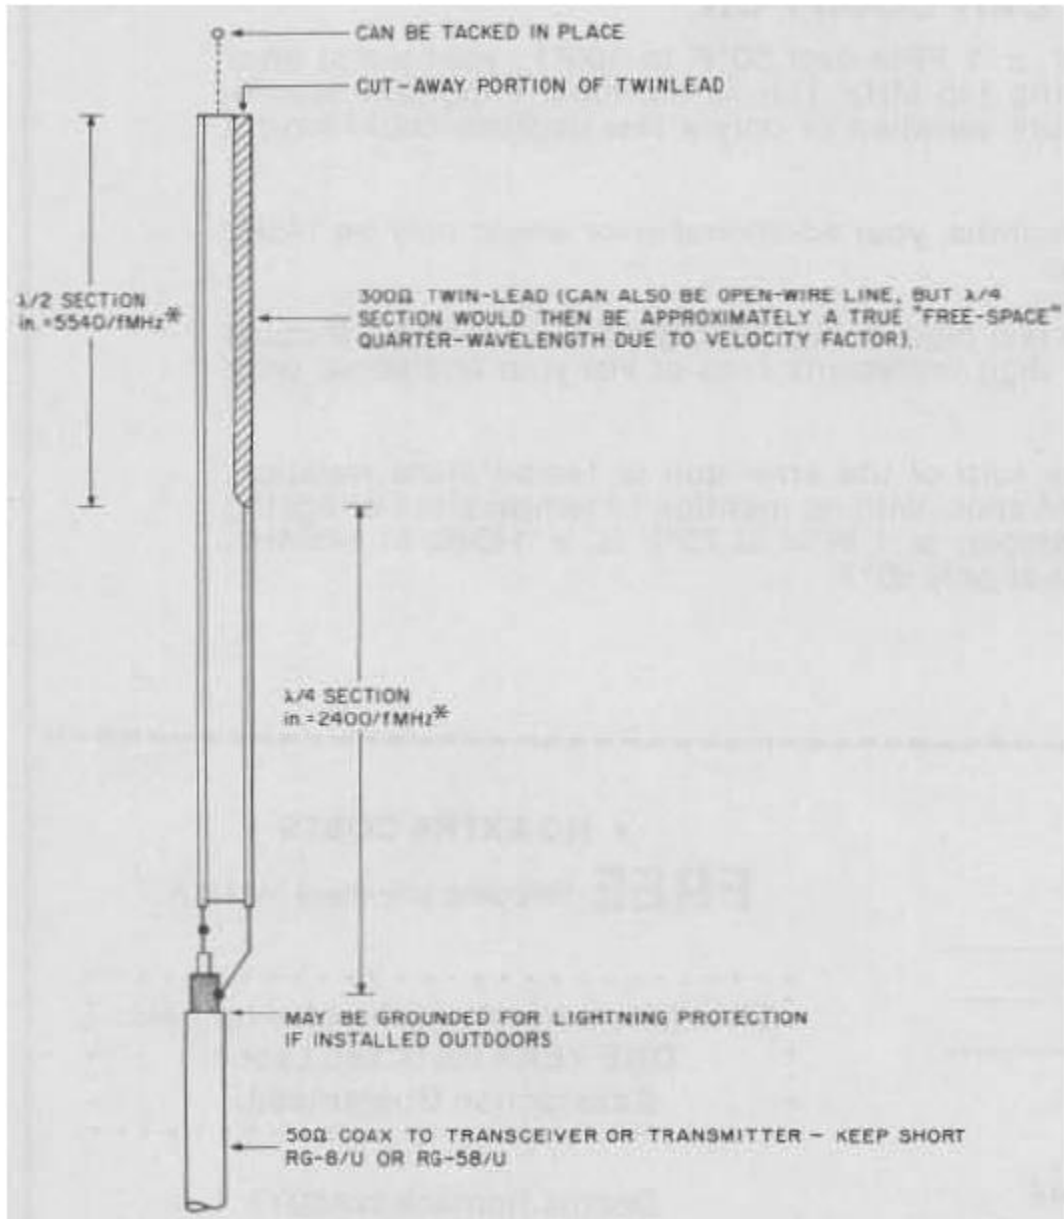 CAN BE TACKED IN PLACE
CUT-AWAY PORTION OF TWINLEAD
λ/2 SECTION
in.=5540/fMHz*
300Ω TWIN-LEAD (CAN ALSO BE OPEN-WIRE LINE, BUT λ/4
SECTION WOULD THEN BE APPROXIMATELY A TRUE "FREE-SPACE"
QUARTER-WAVELENGTH DUE TO VELOCITY FACTOR).
λ/4 SECTION
in.=2400/fMHz*
MAY BE GROUNDED FOR LIGHTNING PROTECTION
IF INSTALLED OUTDOORS
50Ω COAX TO TRANSCEIVER OR TRANSMITTER - KEEP SHORT
RG-8/U OR RG-58/U